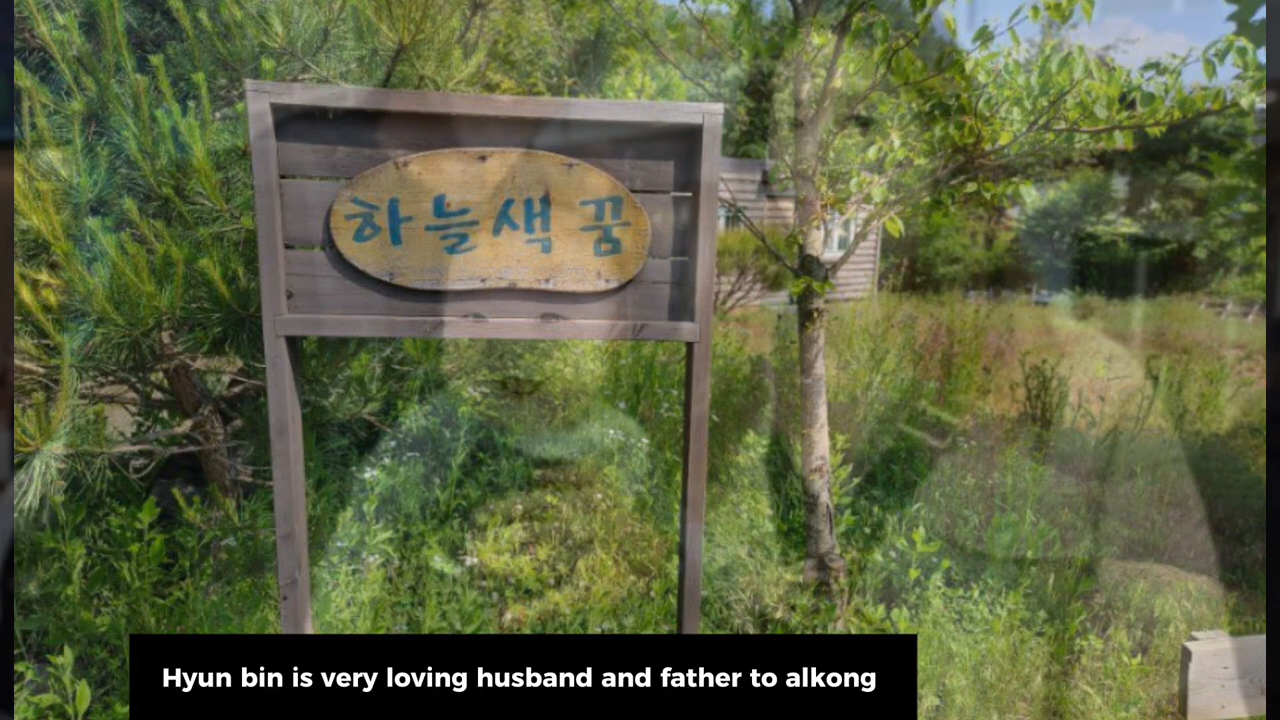 하늘색 꿈
Hyun bin is very loving husband and father to alkong